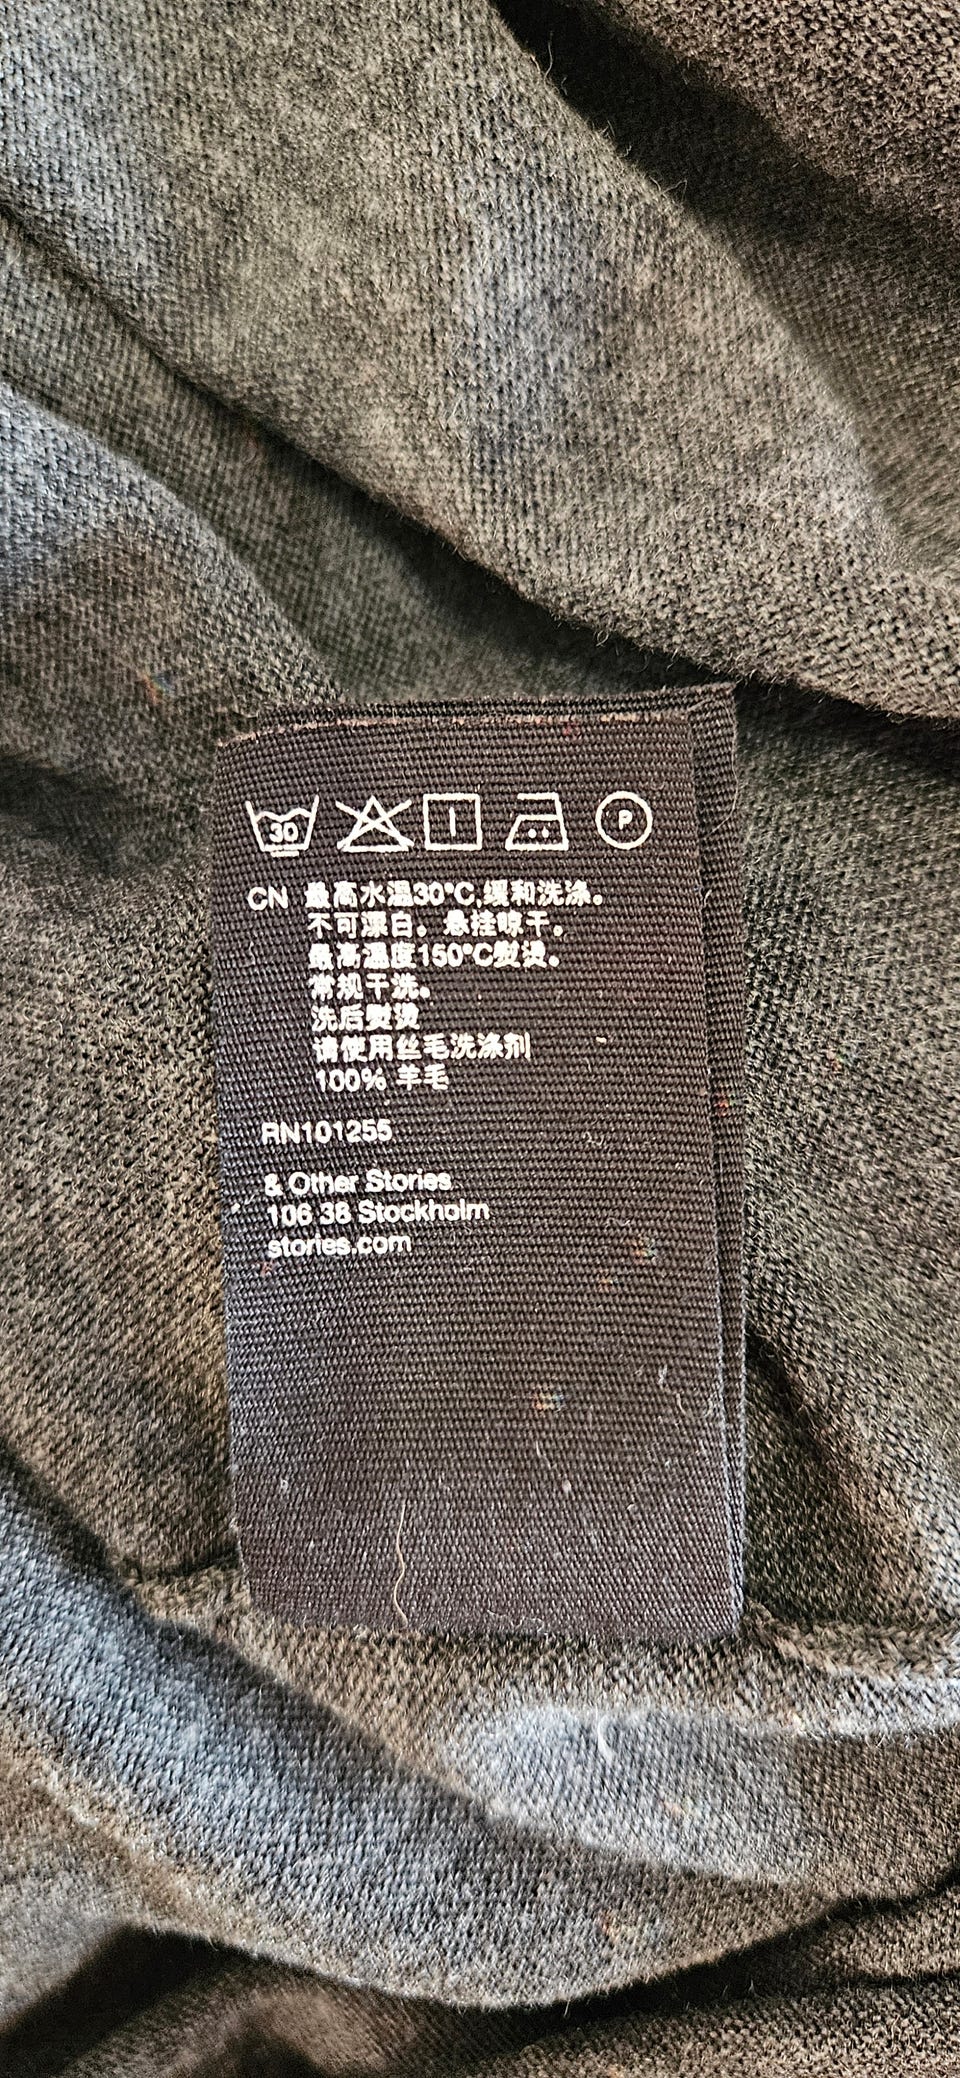 30
P
CN 最高水温30°C,缓和洗涤。
不可漂白。悬挂晾干。
最高温度150°C熨烫。
常规干洗。
洗后熨烫
请使用丝毛洗涤剂
100% 羊毛
RN101255
& Other Stories
106 38 Stockholm
stories.com